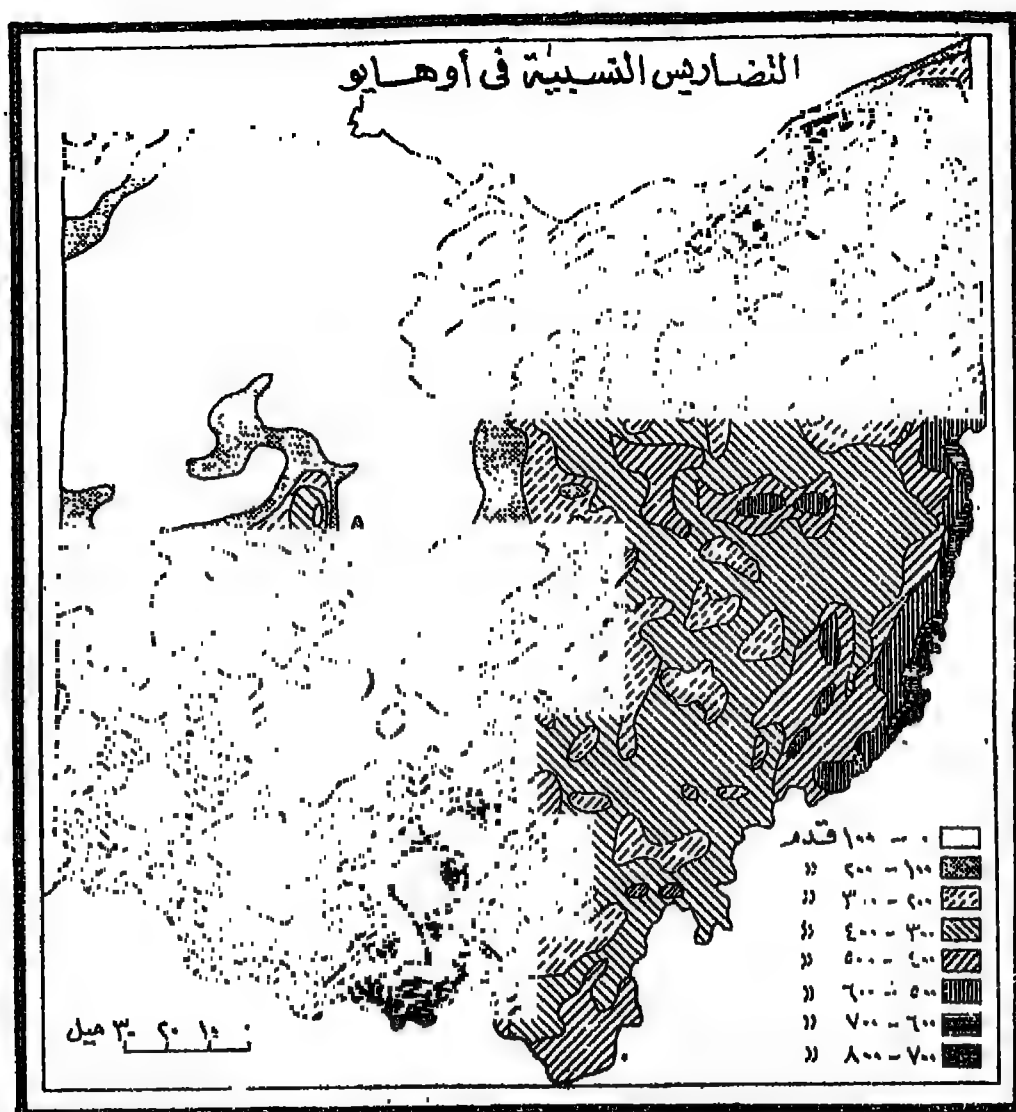 التضاريس النسبية فى أوهايو
A
٠ – ١٠٠ قدم
١٠٠ – ٢٠٠ »
٢٠٠ – ٣٠٠ »
٣٠٠ – ٤٠٠ »
٤٠٠ – ٥٠٠ »
٥٠٠ – ٦٠٠ »
٦٠٠ – ٧٠٠ »
٧٠٠ – ٨٠٠ »
٠ ١٠ ٢٠ ٣٠ ميل